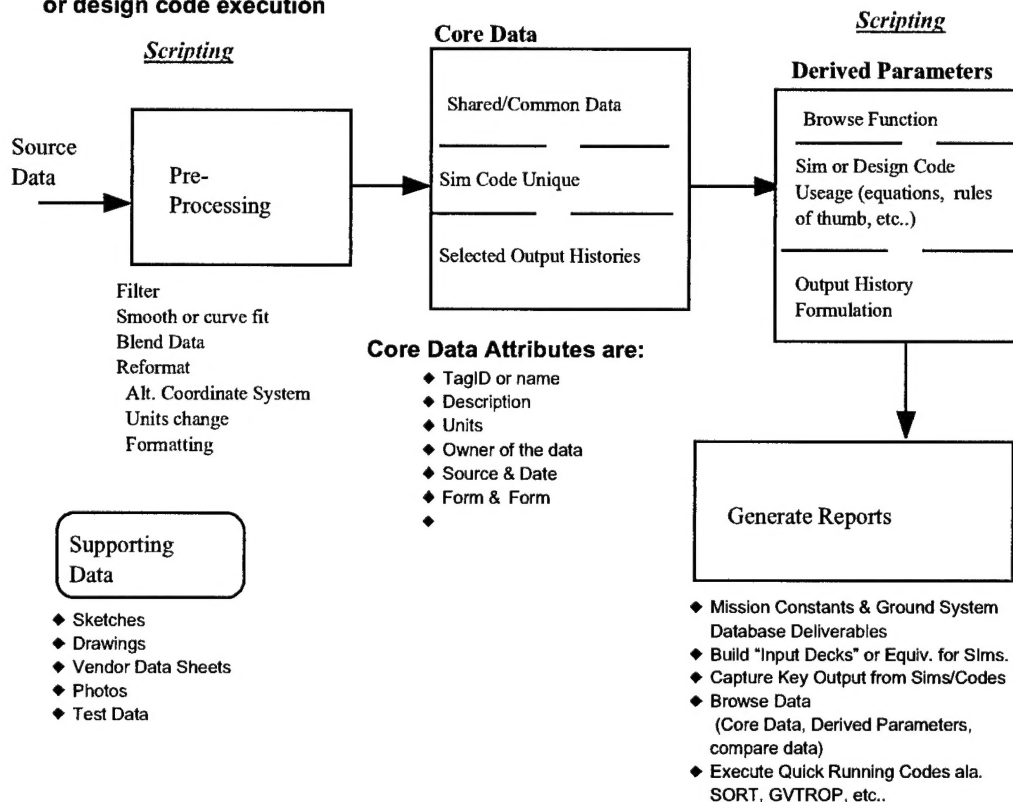 or design code execution
Scripting
Source
Data
Pre-
Processing
Filter
Smooth or curve fit
Blend Data
Reformat
Alt. Coordinate System
Units change
Formatting
Supporting
Data
◆ Sketches
◆ Drawings
◆ Vendor Data Sheets
◆ Photos
◆ Test Data
Core Data
Shared/Common Data
Sim Code Unique
Selected Output Histories
Core Data Attributes are:
◆ TagID or name
◆ Description
◆ Units
◆ Owner of the data
◆ Source & Date
◆ Form & Form
◆
Scripting
Derived Parameters
Browse Function
Sim or Design Code
Useage (equations, rules
of thumb, etc..)
Output History
Formulation
Generate Reports
◆ Mission Constants & Ground System
Database Deliverables
◆ Build "Input Decks" or Equiv. for SIms.
◆ Capture Key Output from Sims/Codes
◆ Browse Data
(Core Data, Derived Parameters,
compare data)
◆ Execute Quick Running Codes ala.
SORT, GVTROP, etc..